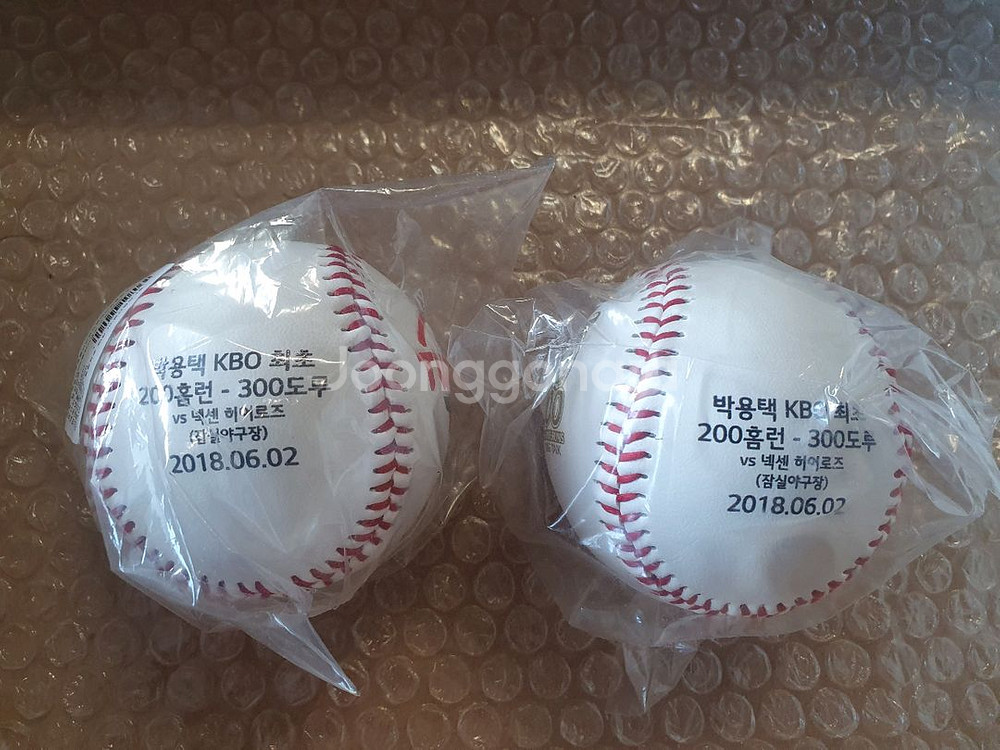 박용택 KBO 최초
200홈런 - 300도루
vs 넥센 히어로즈
(잠실야구장)
2018.06.02
박용택 KBO 최초
200홈런 - 300도루
vs 넥센 히어로즈
(잠실야구장)
2018.06.02